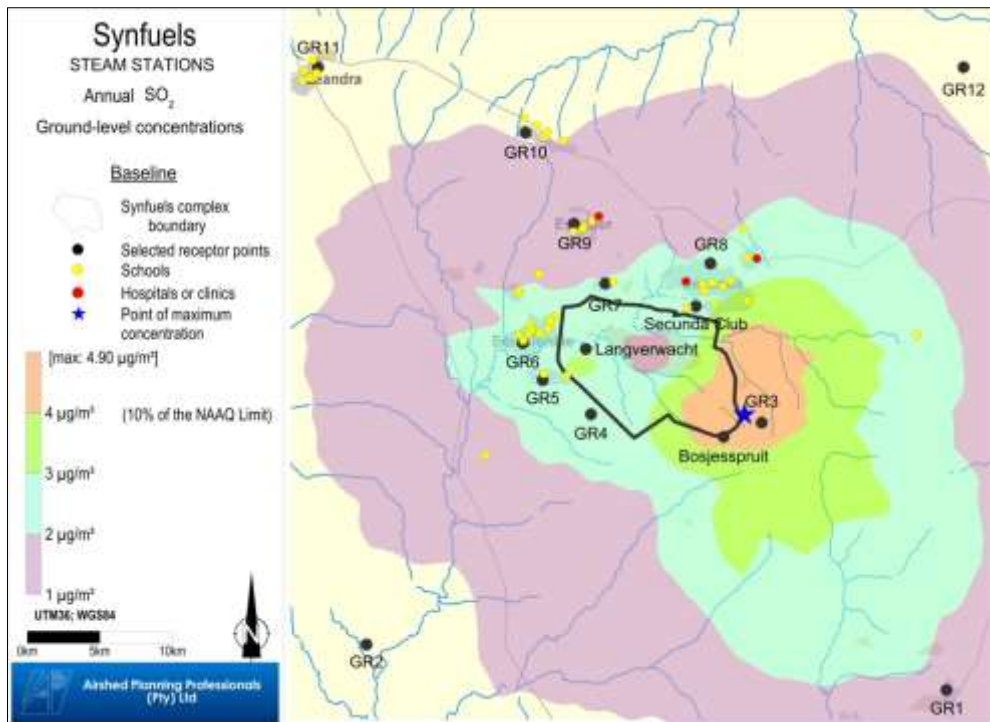 Synfuels
STEAM STATIONS
Annual SO₂
Ground-level concentrations
Baseline
Synfuels complex
boundary
Selected receptor points
Schools
Hospitals or clinics
Point of maximum
concentration
[max: 4.90 µg/m³]
4 µg/m³ (10% of the NAAQ Limit)
3 µg/m³
2 µg/m³
1 µg/m³
UTM36; WGS84
0km 5km 10km
N
Airshed Planning Professionals
(Pty) Ltd
GR11
GR12
GR10
GR9
GR8
GR7
Secunda Club
Langverwacht
GR6
GR5
GR4
GR3
Bosjesspruit
GR2
GR1